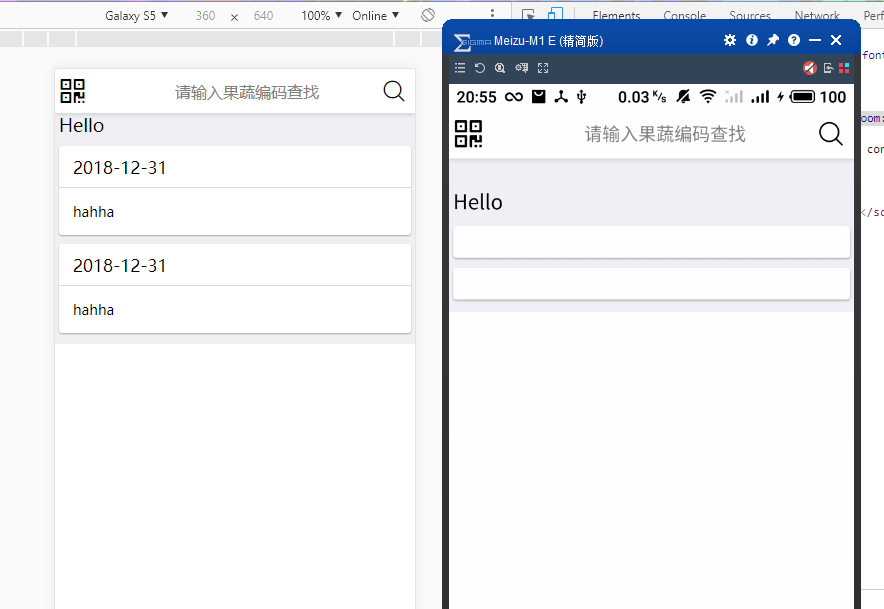 Galaxy S5 ▼ 360 × 640 100% ▼ Online ▼
Elements Console Sources Network Perf
SIGMA Meizu-M1 E (精简版)
请输入果蔬编码查找
Hello
2018-12-31
hahha
2018-12-31
hahha
20:55 0.03 K/s 100
请输入果蔬编码查找
Hello
font
oom:
cor
</sc